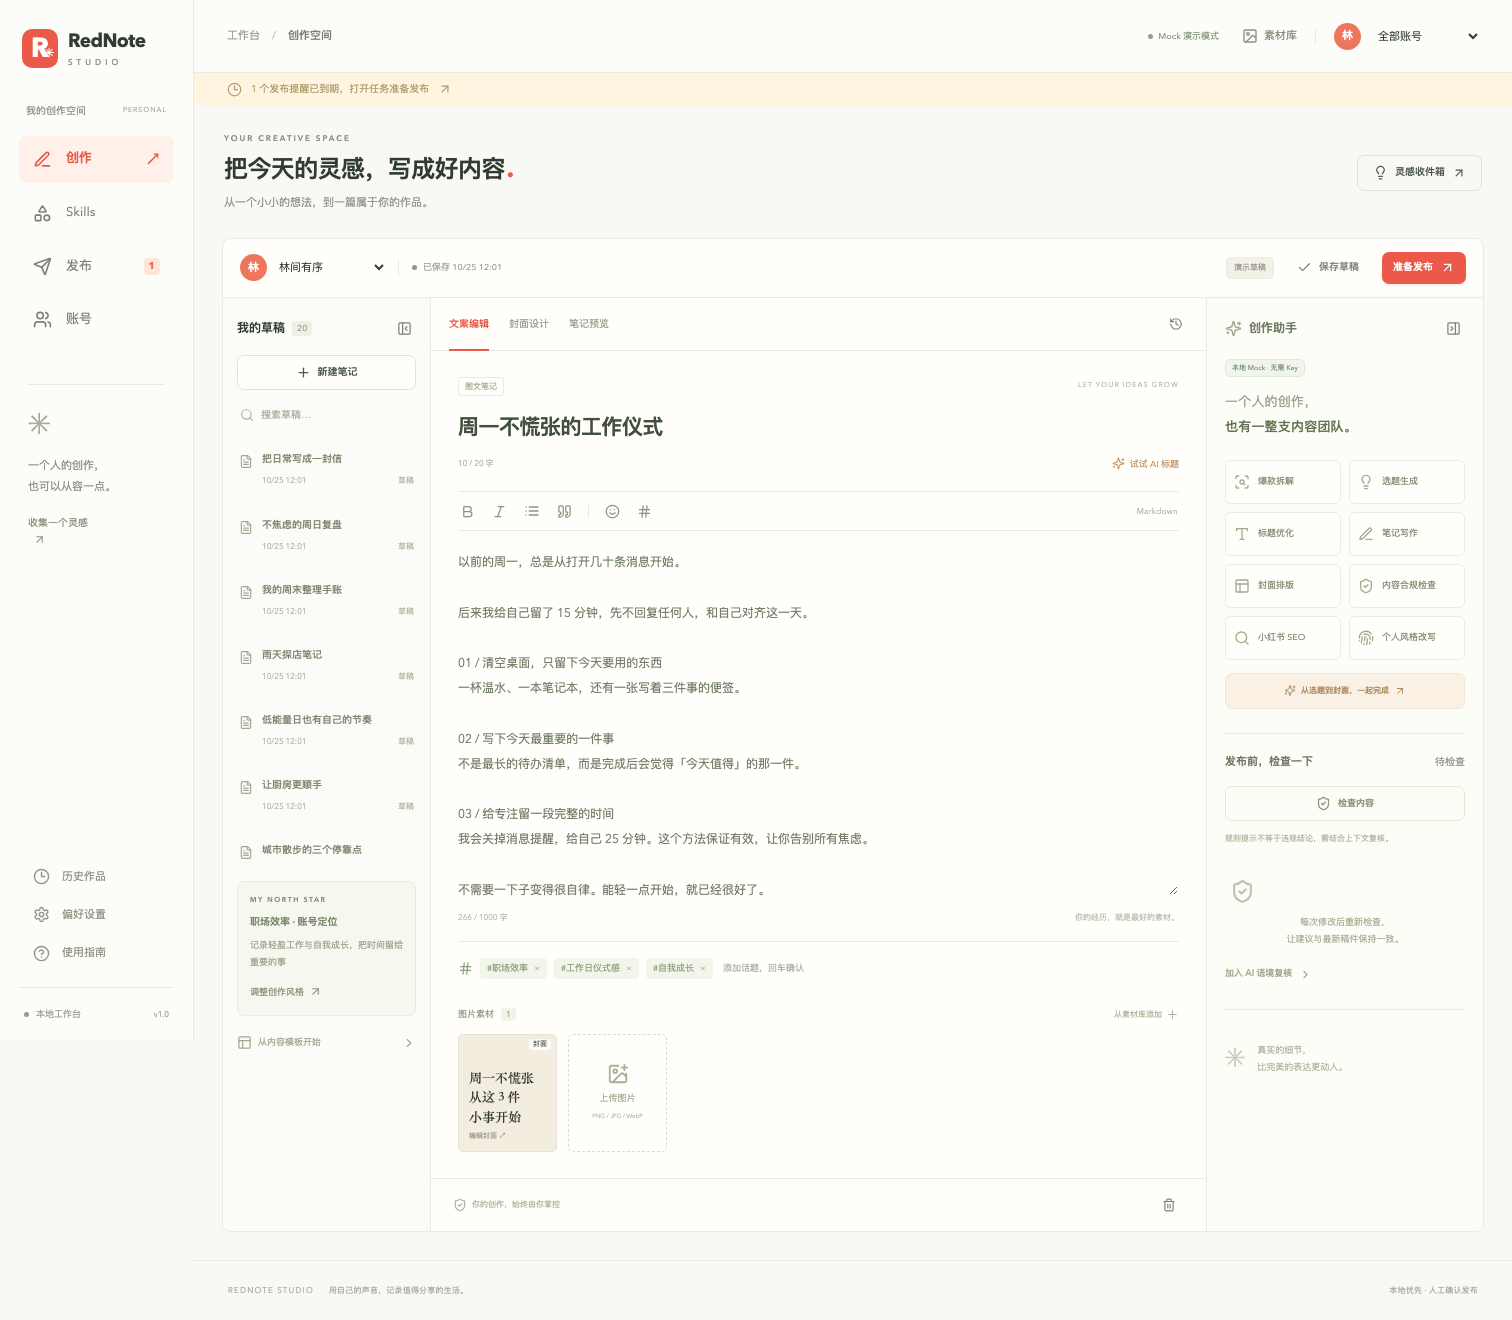 RedNote
STUDIO
我的创作空间 PERSONAL
创作
Skills
发布 1
账号
一个人的创作，
也可以从容一点。
收集一个灵感
历史作品
偏好设置
使用指南
本地工作台 v1.0
工作台 / 创作空间
Mock 演示模式
素材库
林 全部账号
1 个发布提醒已到期，打开任务准备发布
YOUR CREATIVE SPACE
把今天的灵感，写成好内容.
从一个小小的想法，到一篇属于你的作品。
灵感收件箱
林 林间有序
已保存 10/25 12:01
演示草稿
保存草稿
准备发布
我的草稿 20
新建笔记
搜索草稿...
把日常写成一封信
10/25 12:01 草稿
不焦虑的周日复盘
10/25 12:01 草稿
我的周末整理手账
10/25 12:01 草稿
雨天探店笔记
10/25 12:01 草稿
低能量日也有自己的节奏
10/25 12:01 草稿
让厨房更顺手
10/25 12:01 草稿
城市散步的三个停靠点
MY NORTH STAR
职场效率 · 账号定位
记录轻盈工作与自我成长，把时间留给
重要的事
调整创作风格
从内容模板开始
文案编辑 封面设计 笔记预览
图文笔记
LET YOUR IDEAS GROW
周一不慌张的工作仪式
10 / 20 字
试试 AI 标题
Markdown
以前的周一，总是从打开几十条消息开始。
后来我给自己留了 15 分钟，先不回复任何人，和自己对齐这一天。
01 / 清空桌面，只留下今天要用的东西
一杯温水、一本笔记本，还有一张写着三件事的便签。
02 / 写下今天最重要的一件事
不是最长的待办清单，而是完成后会觉得「今天值得」的那一件。
03 / 给专注留一段完整的时间
我会关掉消息提醒，给自己 25 分钟。这个方法保证有效，让你告别所有焦虑。
不需要一下子变得很自律。能轻一点开始，就已经很好了。
266 / 1000 字
你的经历，就是最好的素材。
#职场效率 × #工作日仪式感 × #自我成长 × 添加话题，回车确认
图片素材 1
从素材库添加
封面
周一不慌张
从这 3 件
小事开始
编辑封面 ↗
上传图片
PNG / JPG / WebP
你的创作，始终由你掌控
创作助手
本地 Mock · 无需 Key
一个人的创作，
也有一整支内容团队。
爆款拆解 选题生成
标题优化 笔记写作
封面排版 内容合规检查
小红书 SEO 个人风格改写
从选题到封面，一起完成
发布前，检查一下 待检查
检查内容
规则提示不等于违规结论，需结合上下文复核。
每次修改后重新检查，
让建议与最新稿件保持一致。
加入 AI 语境复核
真实的细节，
比完美的表达更动人。
REDNOTE STUDIO 用自己的声音，记录值得分享的生活。
本地优先 · 人工确认发布